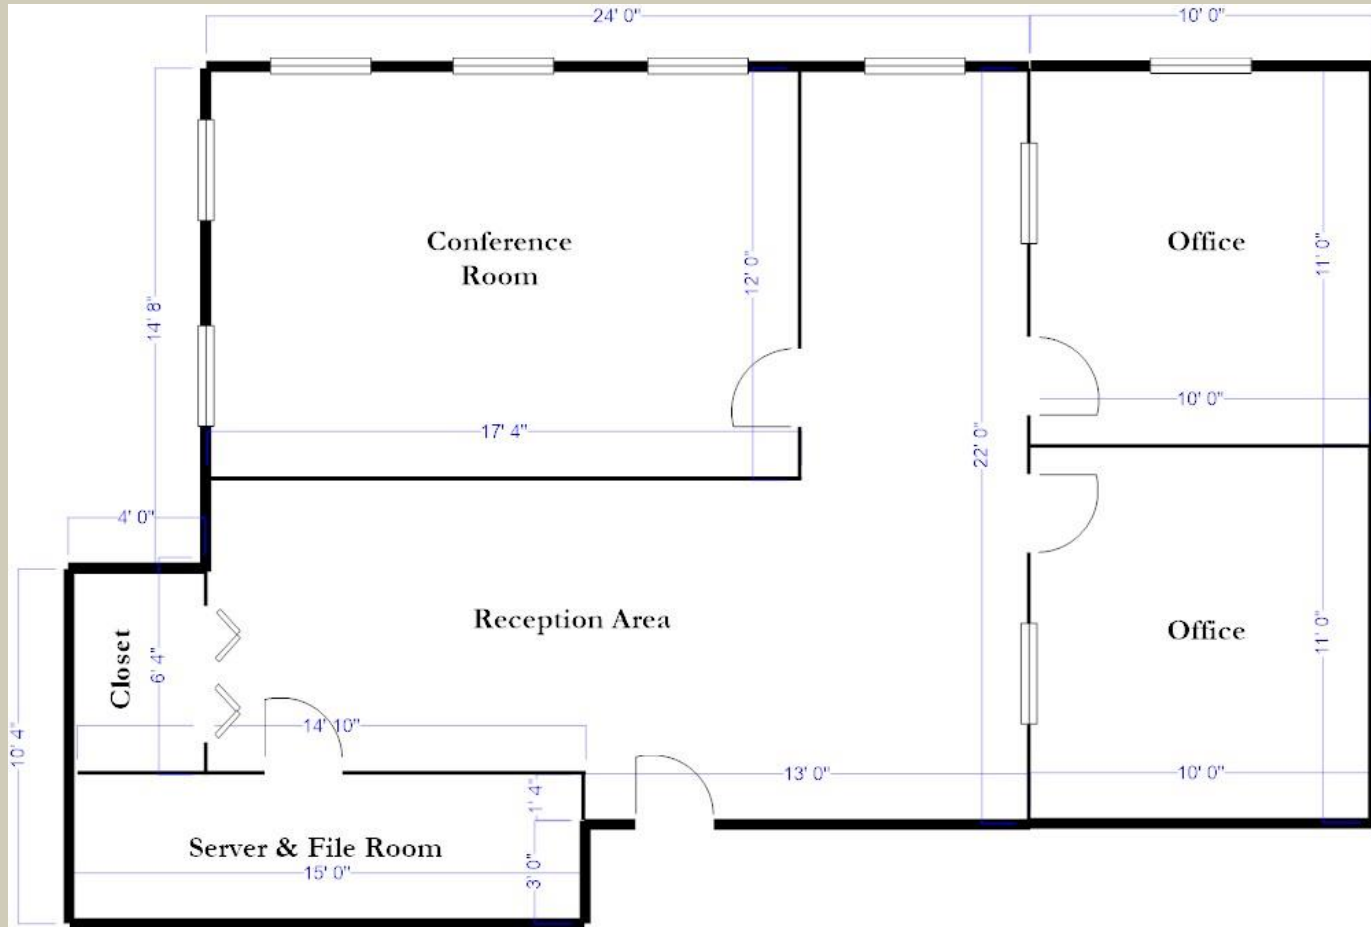 24' 0"
10' 0"
Conference
Room
Office
12' 0"
11' 0"
14' 8"
10' 0"
17' 4"
22' 0"
4' 0"
Reception Area
Office
11' 0"
Closet
6' 4"
14' 10"
10' 4"
13' 0"
10' 0"
1' 4"
Server & File Room
15' 0"
3' 0"